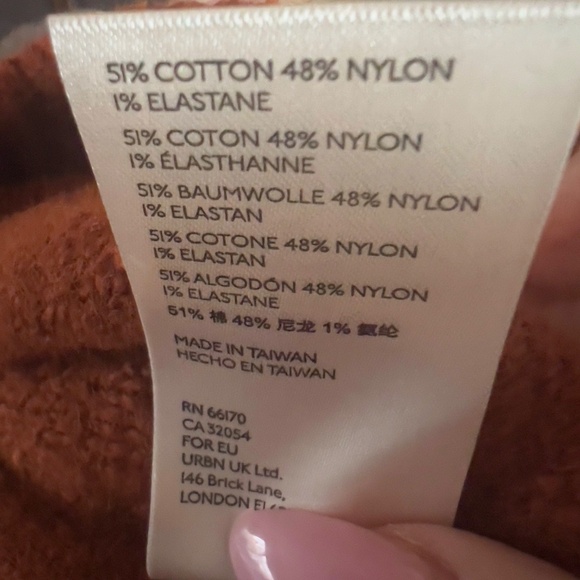 51% COTTON 48% NYLON
1% ELASTANE
51% COTON 48% NYLON
1% ÉLASTHANNE
51% BAUMWOLLE 48% NYLON
1% ELASTAN
51% COTONE 48% NYLON
1% ELASTAN
51% ALGODÓN 48% NYLON
1% ELASTANE
51% 棉 48% 尼龙 1% 氨纶
MADE IN TAIWAN
HECHO EN TAIWAN
RN 66170
CA 32054
FOR EU
URBN UK Ltd.
146 Brick Lane,
LONDON